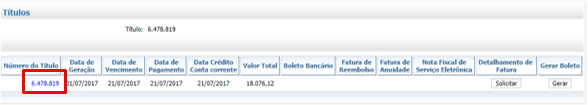 Títulos
Título: 6.478.819
Número do Título Data de Geração Data de Vencimento Data de Pagamento Data Crédito Conta corrente Valor Total Boleto Bancário Fatura de Reembolso Fatura de Anuidade Nota Fiscal de Serviço Eletrônica Detalhamento de Fatura Gerar Boleto
6.478.819 01/07/2017 21/07/2017 21/07/2017 21/07/2017 18.076,12 Solicitar Gerar